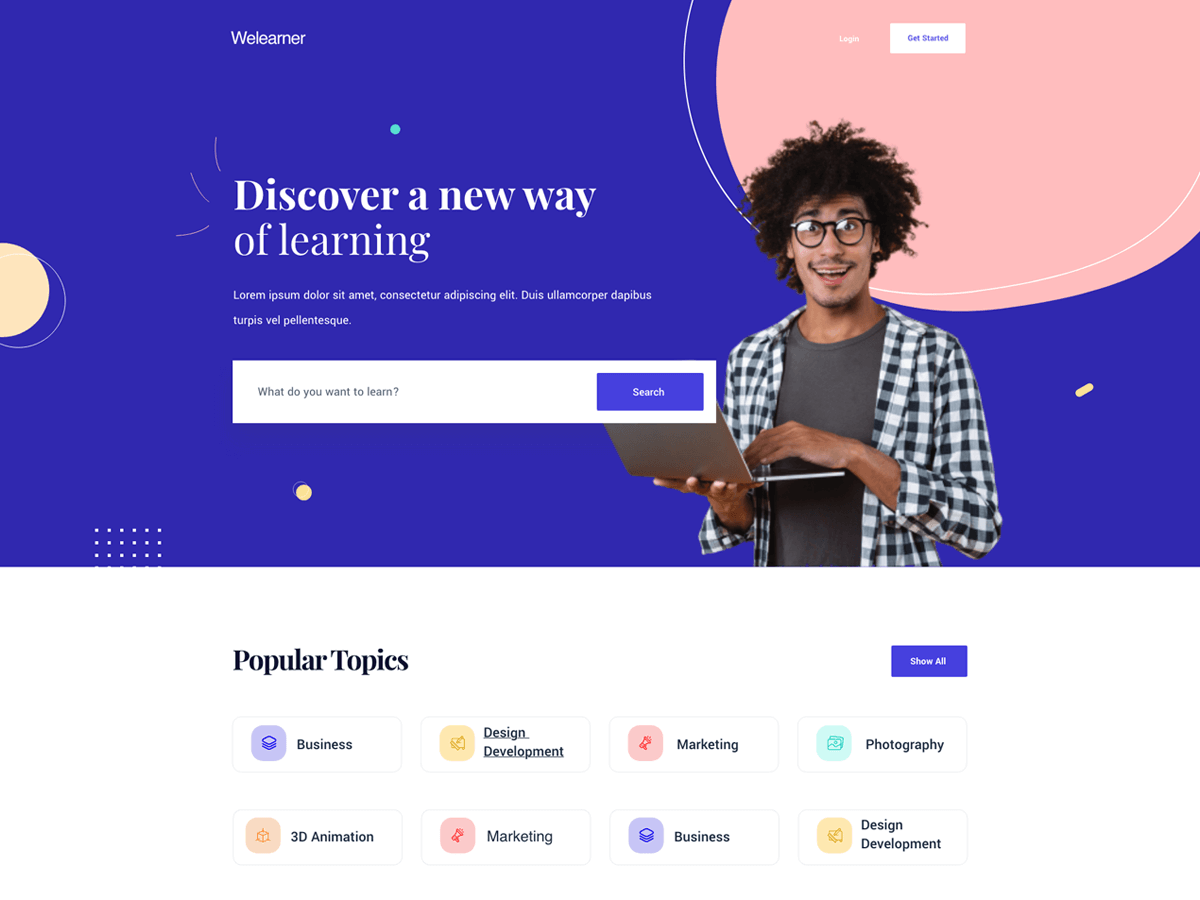 Welearner
Login
Get Started
Discover a new way
of learning
Lorem ipsum dolor sit amet, consectetur adipiscing elit. Duis ullamcorper dapibus
turpis vel pellentesque.
What do you want to learn?
Search
Popular Topics
Show All
Business
Design
Development
Marketing
Photography
3D Animation
Marketing
Business
Design
Development